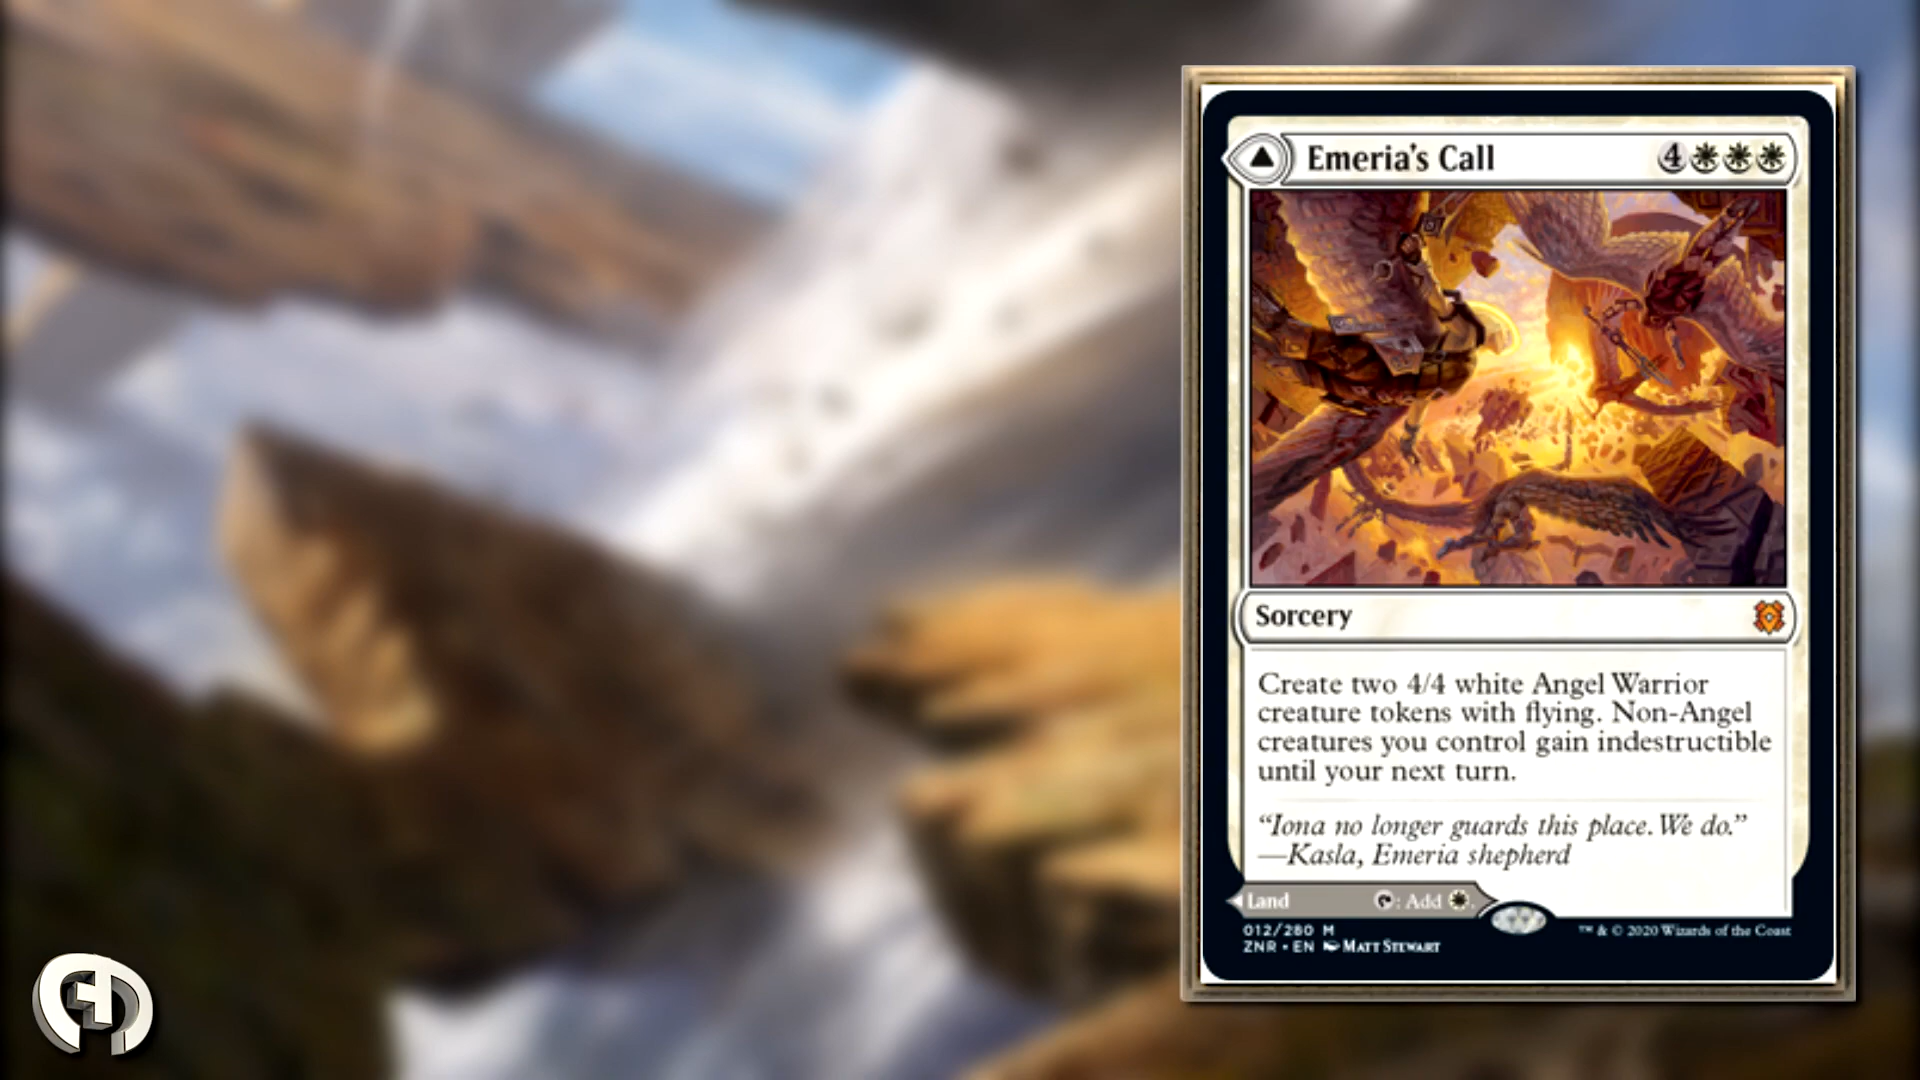 Emeria's Call 4
Sorcery
Create two 4/4 white Angel Warrior
creature tokens with flying. Non-Angel
creatures you control gain indestructible
until your next turn.
“Iona no longer guards this place. We do.”
—Kasla, Emeria shepherd
Land : Add .
012/280 M
ZNR • EN MATT STEWART
™ & © 2020 Wizards of the Coast